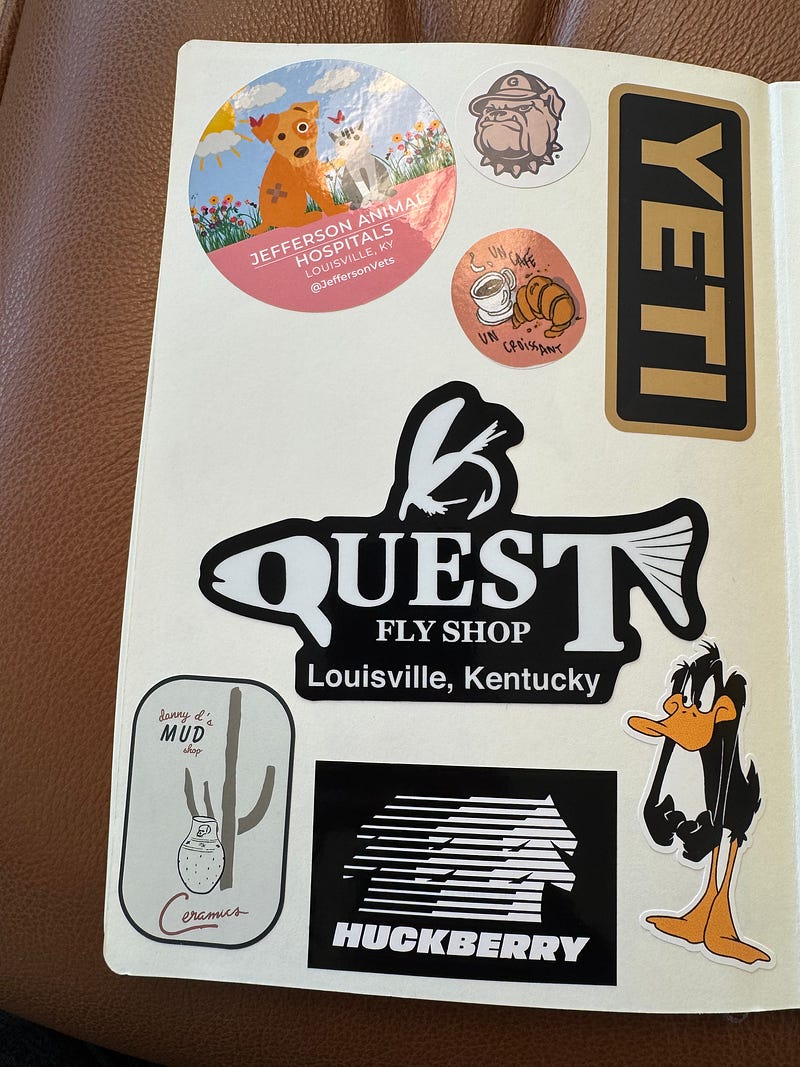 JEFFERSON ANIMAL
HOSPITALS
LOUISVILLE, KY
@JeffersonVets
G
YETI
UN CAFÉ
UN
CROISSANT
QUEST
FLY SHOP
Louisville, Kentucky
danny d's
MUD
shop
Ceramics
HUCKBERRY